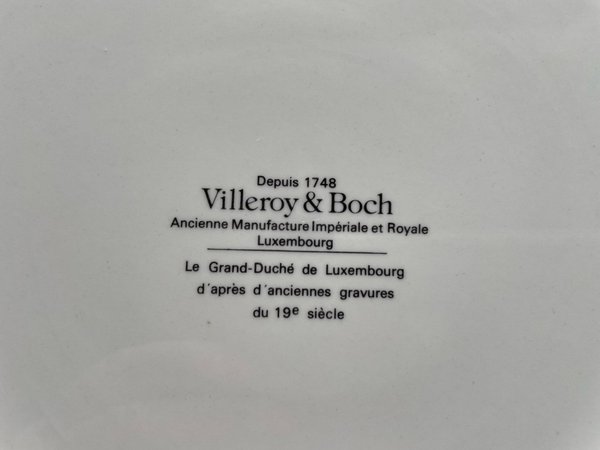 Depuis 1748
Villeroy & Boch
Ancienne Manufacture Impériale et Royale
Luxembourg
Le Grand-Duché de Luxembourg
d'après d'anciennes gravures
du 19e siècle